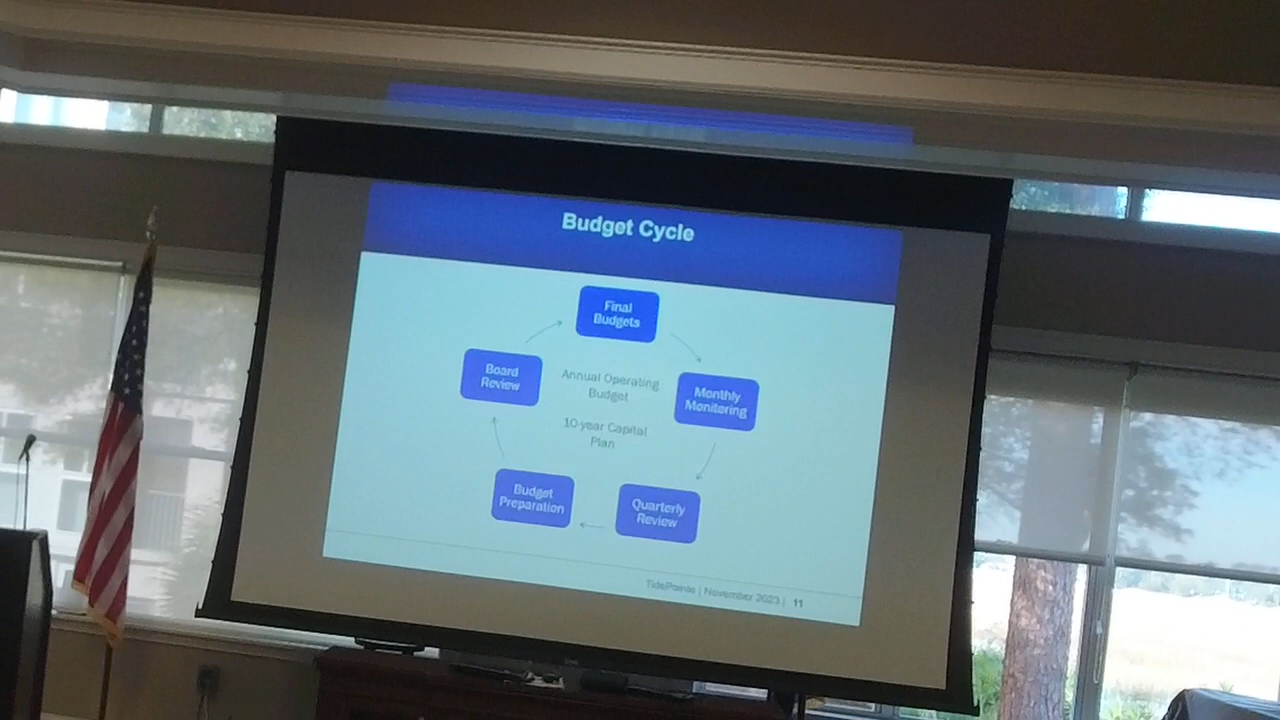 Budget Cycle
Final
Budgets
Board
Review
Annual Operating
Budget
Monthly
Monitoring
10-year Capital
Plan
Budget
Preparation
Quarterly
Review
TidePointe | November 2023 | 11